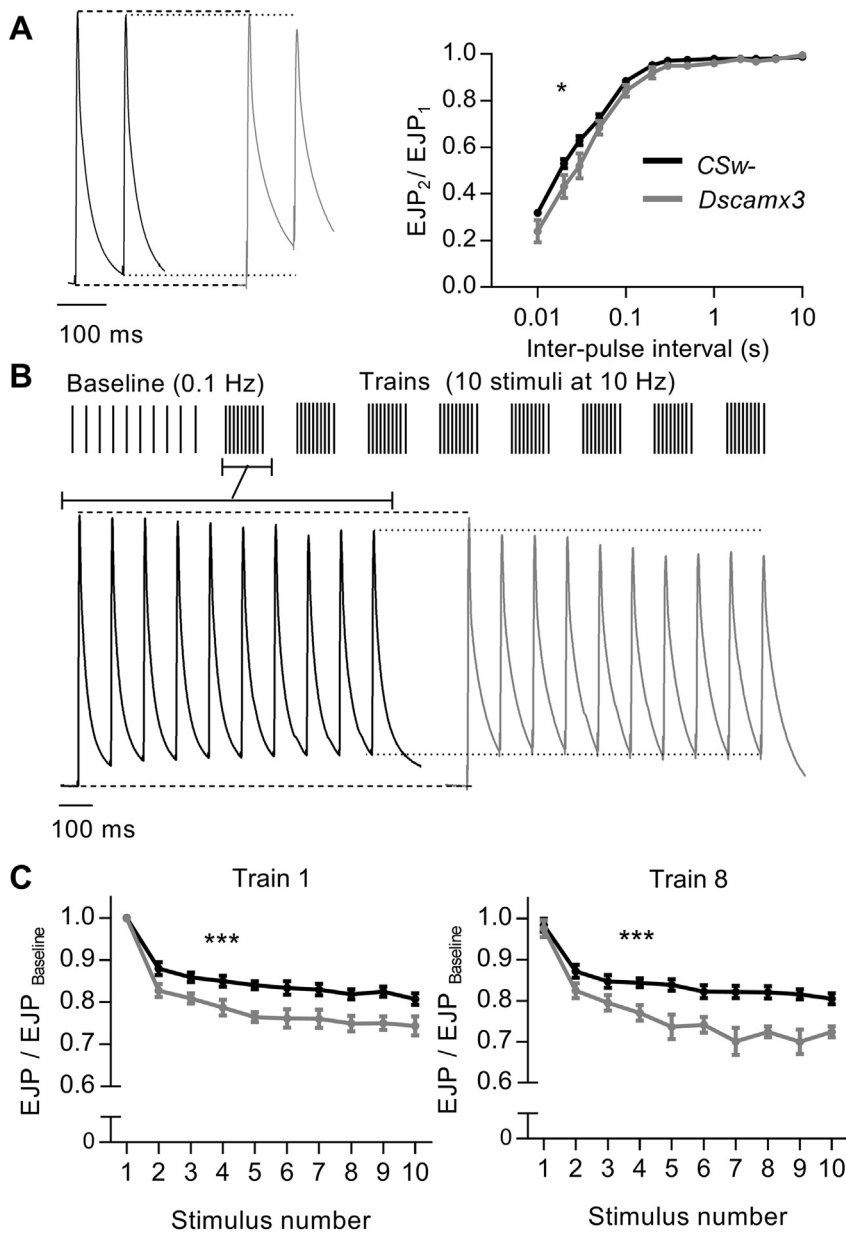 A
100 ms
*
EJP2/ EJP1
1.0
0.8
0.6
0.4
0.2
0.0
CSw-
Dscamx3
0.01
0.1
1
10
Inter-pulse interval (s)
B
Baseline (0.1 Hz)
Trains (10 stimuli at 10 Hz)
100 ms
C
Train 1
EJP / EJP Baseline
1.0
0.9
0.8
0.7
0.6
0
***
1 2 3 4 5 6 7 8 9 10
Stimulus number
Train 8
EJP / EJP Baseline
1.0
0.9
0.8
0.7
0.6
0
***
1 2 3 4 5 6 7 8 9 10
Stimulus number